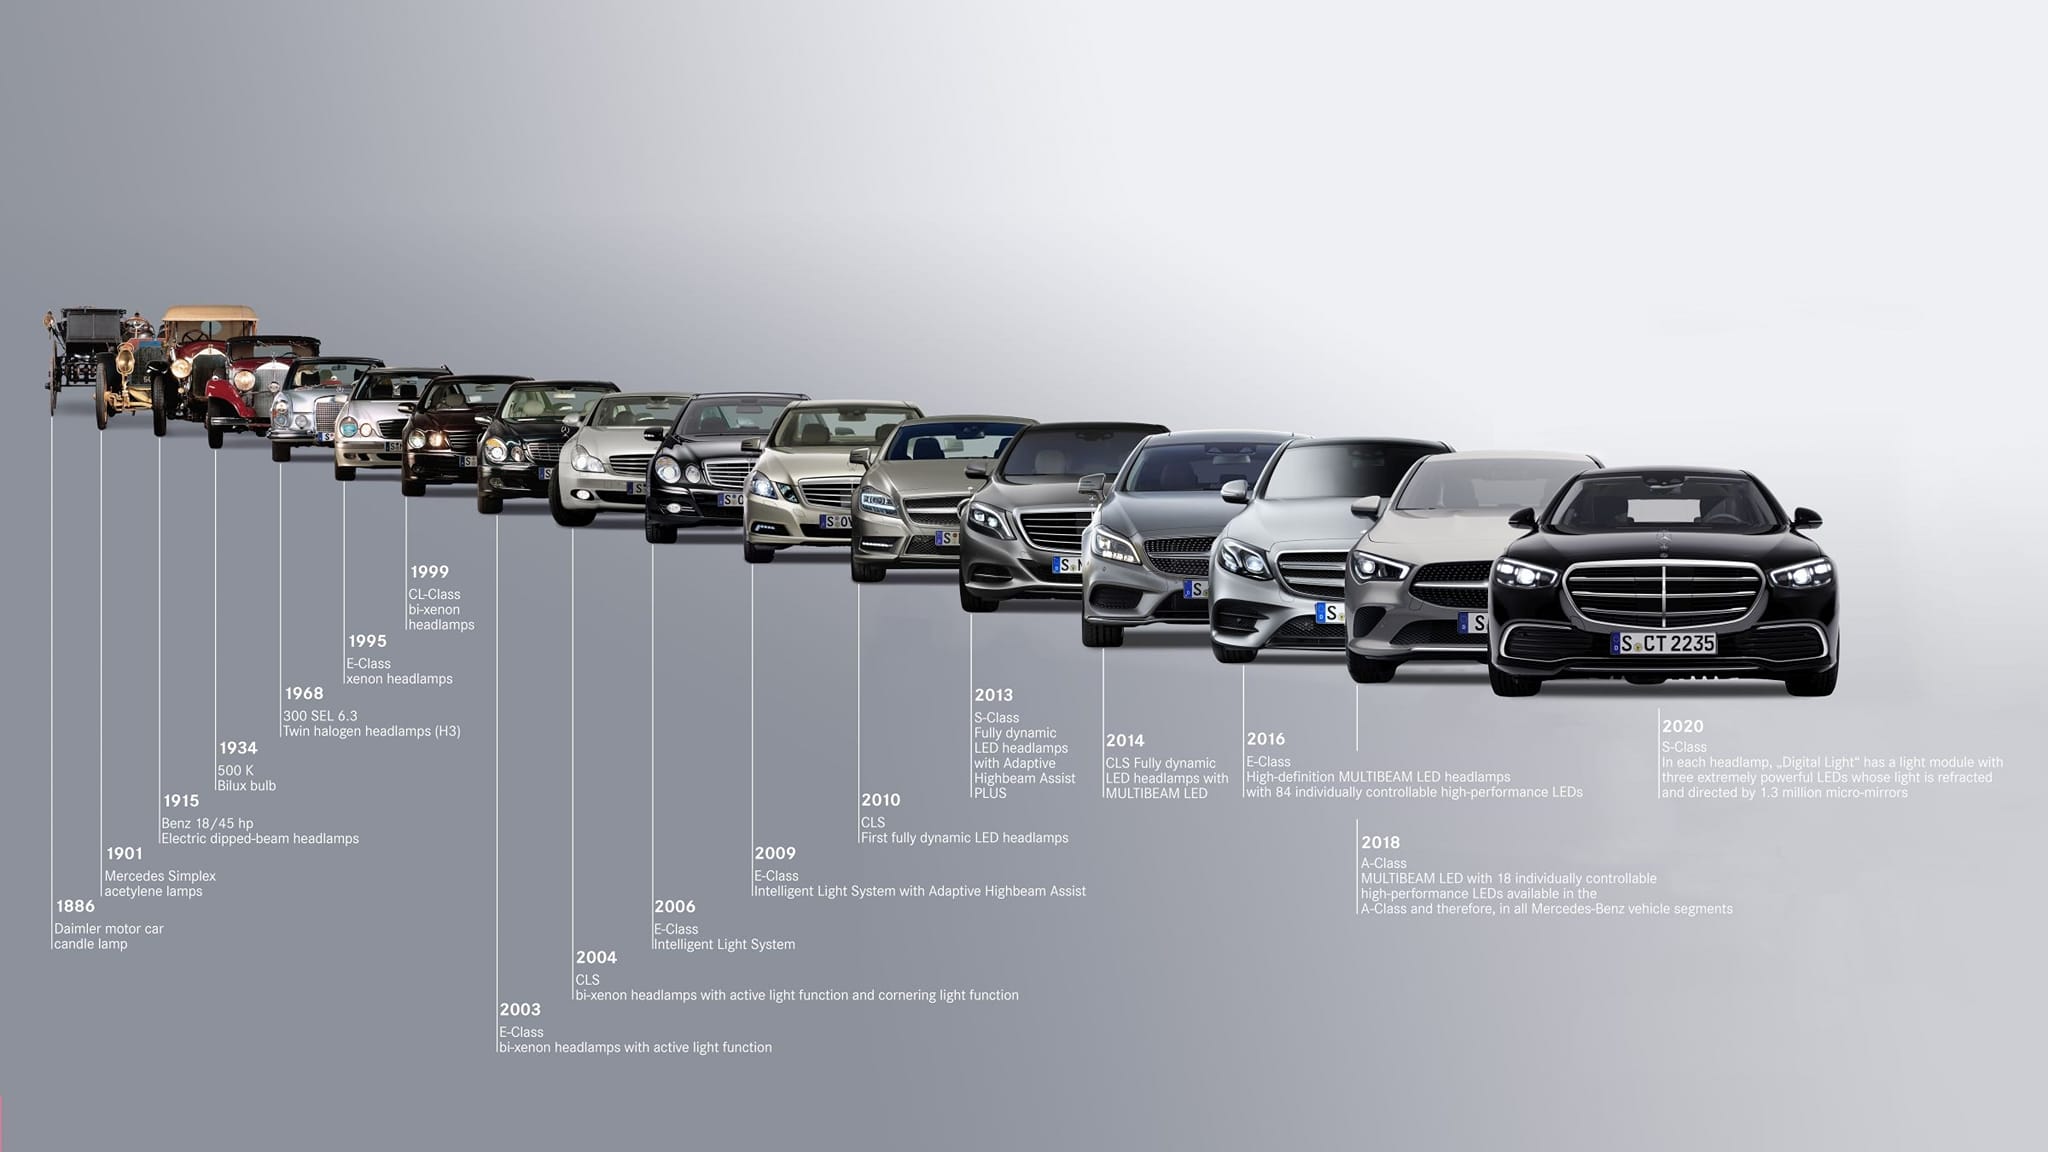 1886
Daimler motor car
candle lamp
1901
Mercedes Simplex
acetylene lamps
1915
Benz 18/45 hp
Electric dipped-beam headlamps
1934
500 K
Bilux bulb
1968
300 SEL 6.3
Twin halogen headlamps (H3)
1995
E-Class
xenon headlamps
1999
CL-Class
bi-xenon
headlamps
2003
E-Class
bi-xenon headlamps with active light function
2004
CLS
bi-xenon headlamps with active light function and cornering light function
2006
E-Class
Intelligent Light System
2009
E-Class
Intelligent Light System with Adaptive Highbeam Assist
2010
CLS
First fully dynamic LED headlamps
2013
S-Class
Fully dynamic
LED headlamps
with Adaptive
Highbeam Assist
PLUS
2014
CLS Fully dynamic
LED headlamps with
MULTIBEAM LED
2016
E-Class
High-definition MULTIBEAM LED headlamps
with 84 individually controllable high-performance LEDs
2018
A-Class
MULTIBEAM LED with 18 individually controllable
high-performance LEDs available in the
A-Class and therefore, in all Mercedes-Benz vehicle segments
2020
S-Class
In each headlamp, „Digital Light“ has a light module with
three extremely powerful LEDs whose light is refracted
and directed by 1.3 million micro-mirrors
S CT 2235